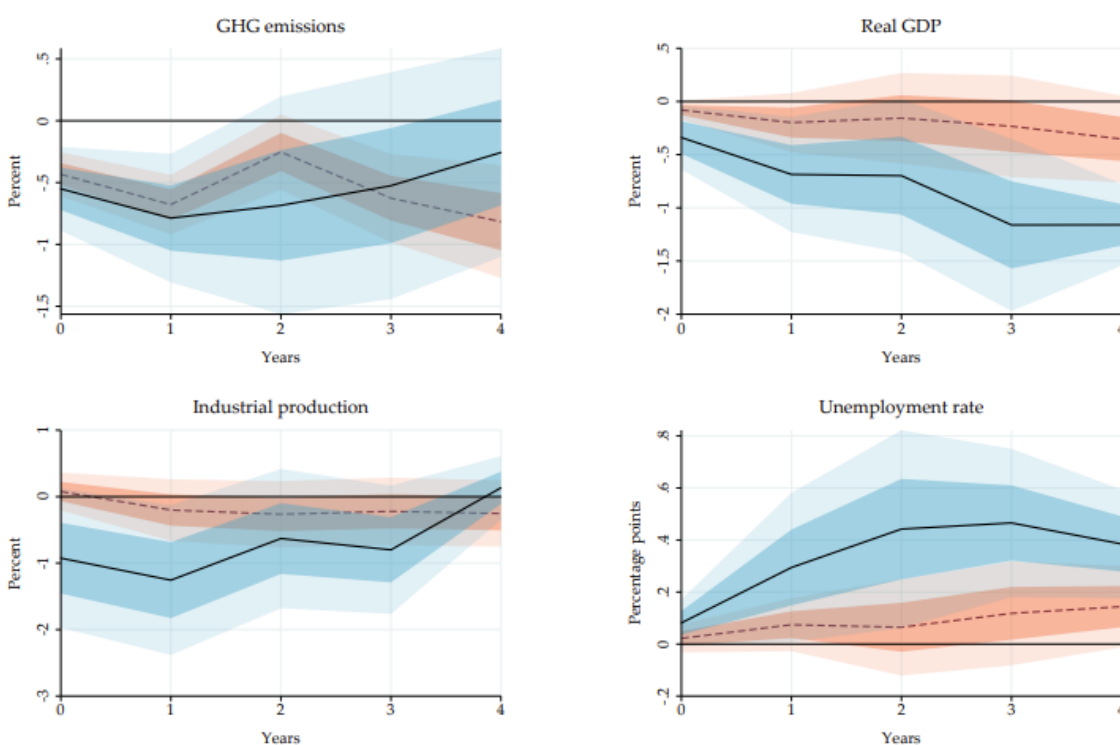 GHG emissions
Percent
.5
0
-.5
-1
-1.5
0 1 2 3 4
Years
Real GDP
Percent
.5
0
-.5
-1
-1.5
-2
0 1 2 3 4
Years
Industrial production
Percent
1
0
-1
-2
-3
0 1 2 3 4
Years
Unemployment rate
Percentage points
.8
.6
.4
.2
0
-.2
0 1 2 3 4
Years